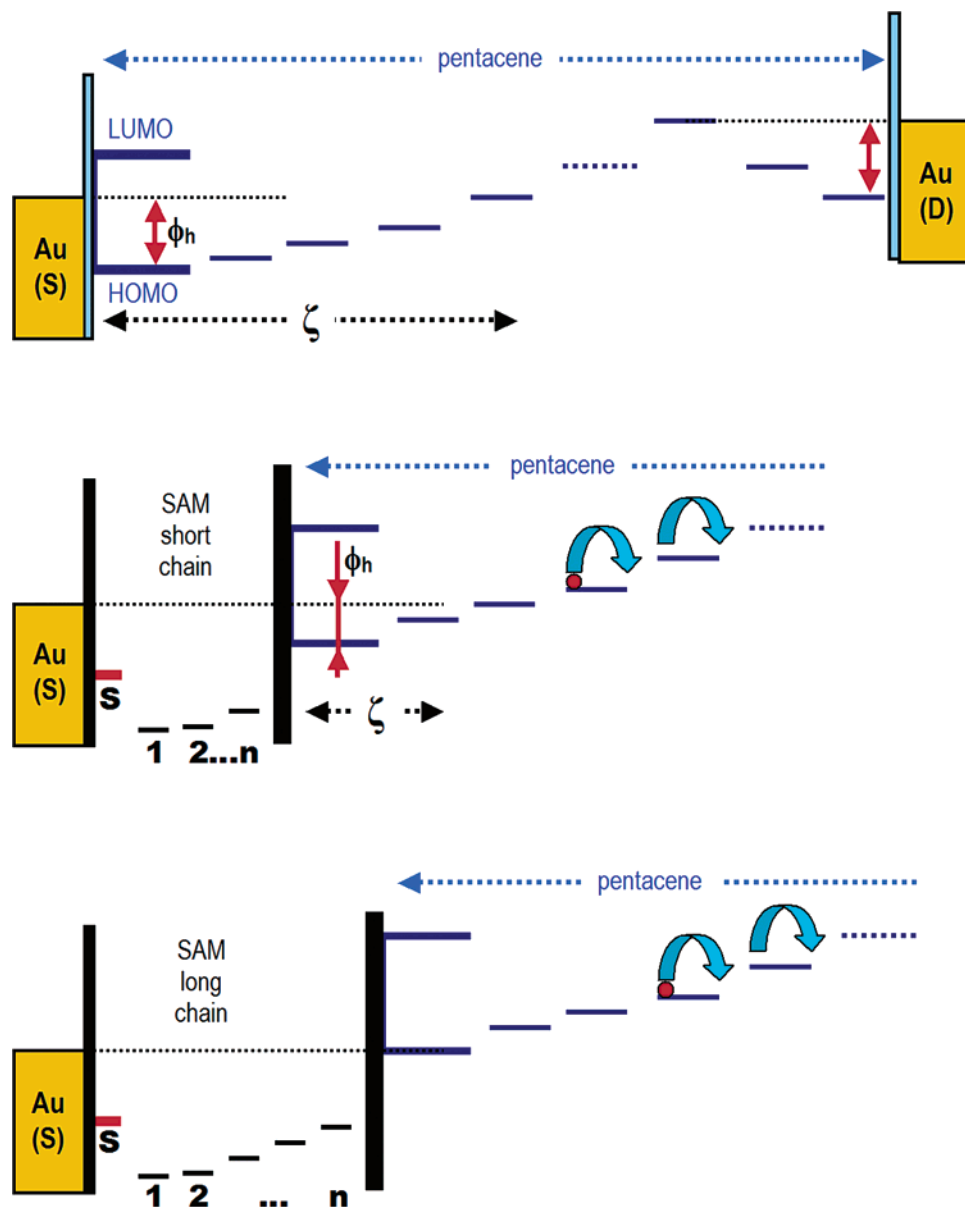 pentacene
LUMO
Au
(S)
ϕh
HOMO
ζ
Au
(D)
pentacene
SAM
short
chain
ϕh
Au
(S)
S
1 2...n
ζ
pentacene
SAM
long
chain
Au
(S)
S
1 2 ... n